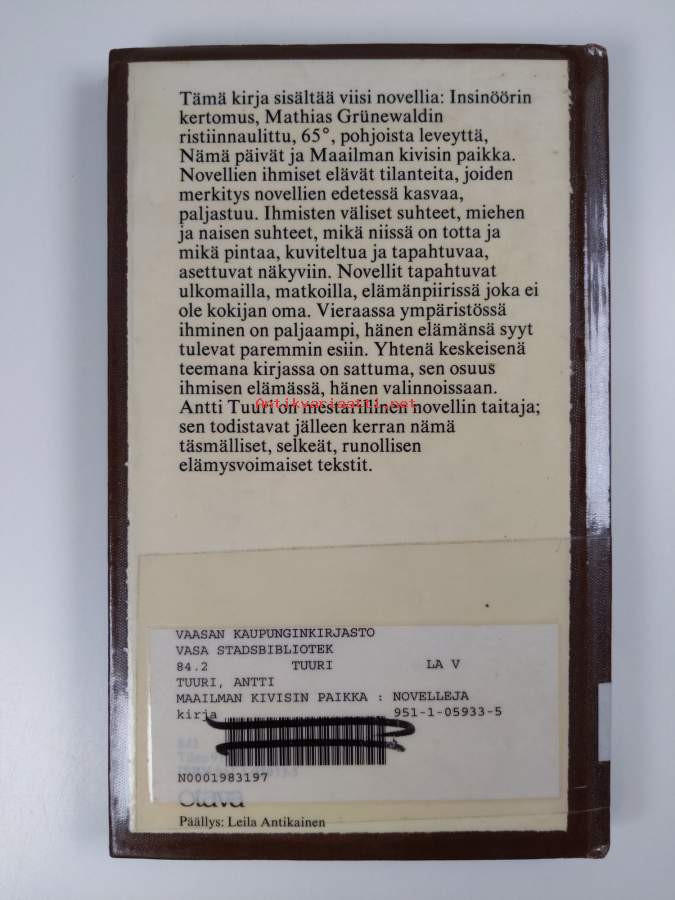 Tämä kirja sisältää viisi novellia: Insinöörin
kertomus, Mathias Grünewaldin
ristiinnaulittu, 65°, pohjoista leveyttä,
Nämä päivät ja Maailman kivisin paikka.
Novellien ihmiset elävät tilanteita, joiden
merkitys novellien edetessä kasvaa,
paljastuu. Ihmisten väliset suhteet, miehen
ja naisen suhteet, mikä niissä on totta ja
mikä pintaa, kuviteltua ja tapahtuvaa,
asettuvat näkyviin. Novellit tapahtuvat
ulkomailla, matkoilla, elämänpiirissä joka ei
ole kokijan oma. Vieraassa ympäristössä
ihminen on paljaampi, hänen elämänsä syyt
tulevat paremmin esiin. Yhtenä keskeisenä
teemana kirjassa on sattuma, sen osuus
ihmisen elämässä, hänen valinnoissaan.
Antikvariaatti.net
Antti Tuuri on mestarillinen novellin taitaja;
sen todistavat jälleen kerran nämä
täsmälliset, selkeät, runollisen
elämysvoimaiset tekstit.
VAASAN KAUPUNGINKIRJASTO
VASA STADSBIBLIOTEK
84.2 TUURI LA V
TUURI, ANTTI
MAAILMAN KIVISIN PAIKKA : NOVELLEJA
kirja 951-1-05933-5
N0001983197
otava
Päällys: Leila Antikainen